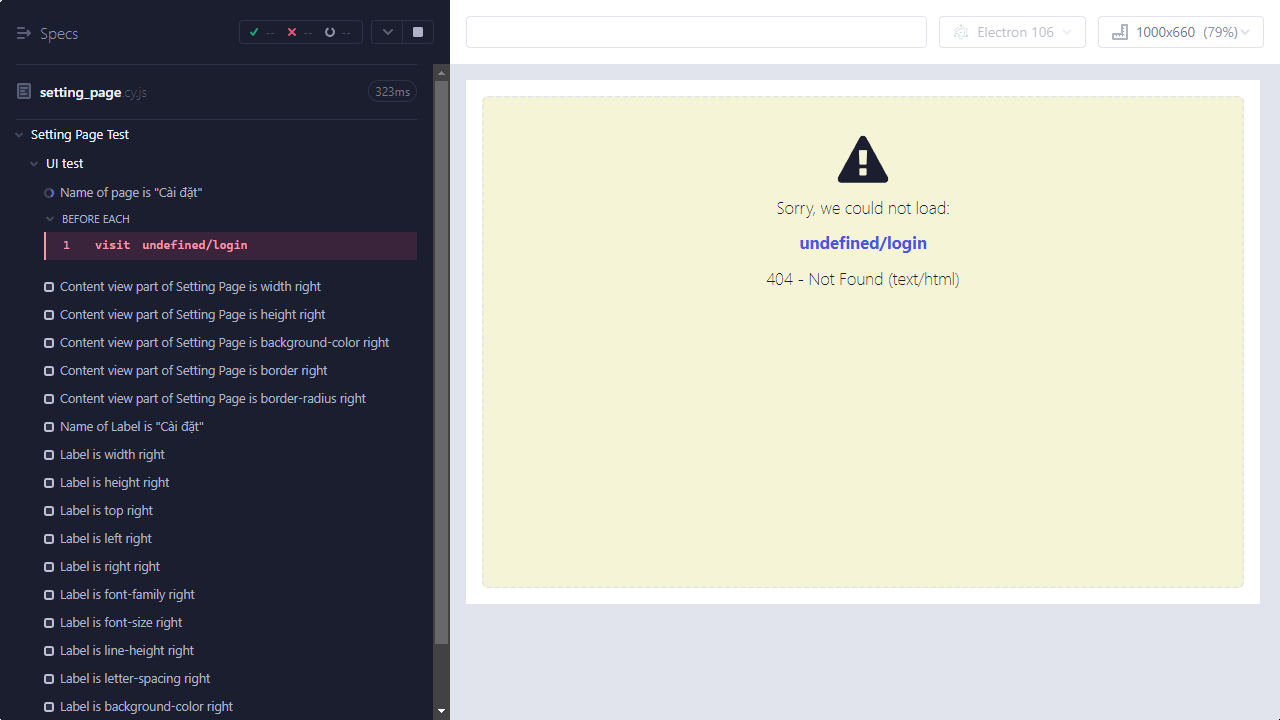 Specs
--
--
--
Electron 106
1000x660 (79%)
setting_page.cy.js
323ms
Setting Page Test
UI test
Name of page is "Cài đặt"
BEFORE EACH
1 visit undefined/login
Content view part of Setting Page is width right
Content view part of Setting Page is height right
Content view part of Setting Page is background-color right
Content view part of Setting Page is border right
Content view part of Setting Page is border-radius right
Name of Label is "Cài đặt"
Label is width right
Label is height right
Label is top right
Label is left right
Label is right right
Label is font-family right
Label is font-size right
Label is line-height right
Label is letter-spacing right
Label is background-color right
Sorry, we could not load:
undefined/login
404 - Not Found (text/html)